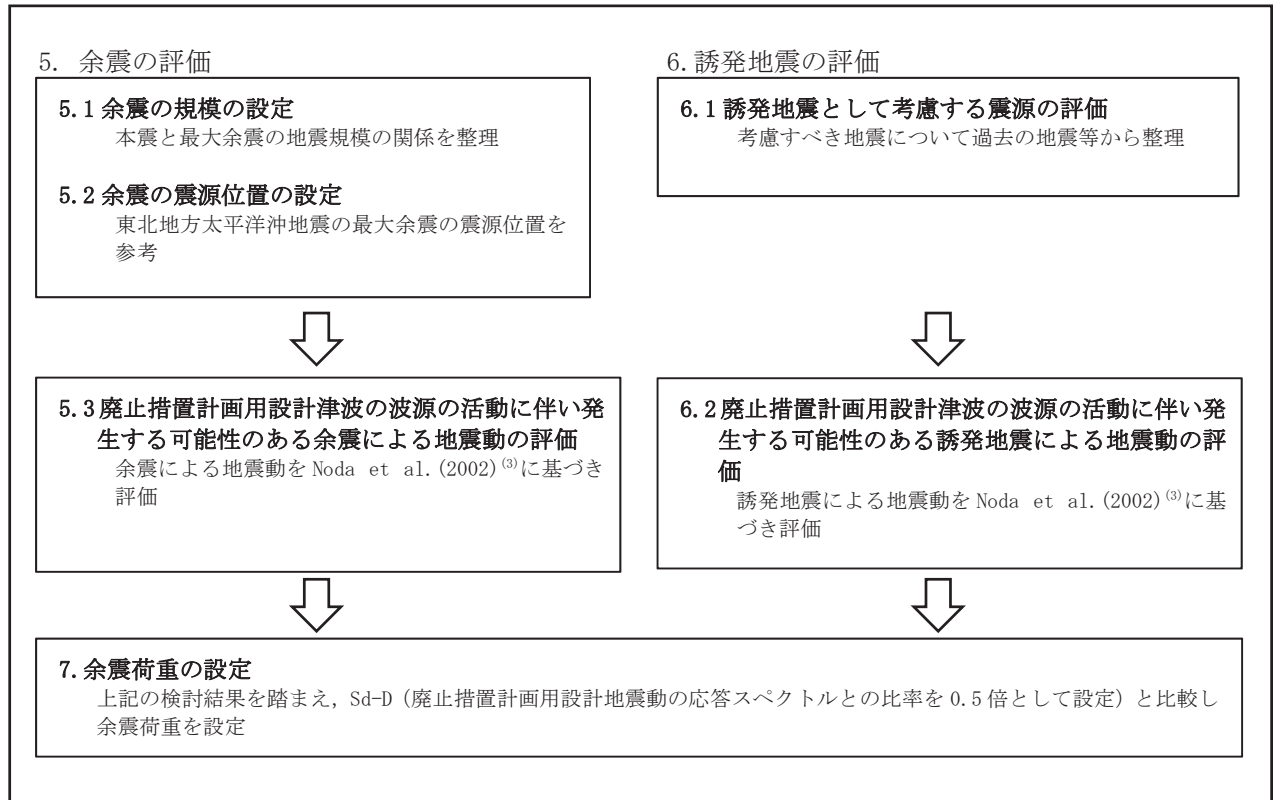 5. 余震の評価
5.1 余震の規模の設定
本震と最大余震の地震規模の関係を整理
5.2 余震の震源位置の設定
東北地方太平洋沖地震の最大余震の震源位置を
参考
6.誘発地震の評価
6.1 誘発地震として考慮する震源の評価
考慮すべき地震について過去の地震等から整理
5.3 廃止措置計画用設計津波の波源の活動に伴い発
生する可能性のある余震による地震動の評価
余震による地震動を Noda et al.(2002)⁽³⁾に基づき
評価
6.2 廃止措置計画用設計津波の波源の活動に伴い発
生する可能性のある誘発地震による地震動の評
価
誘発地震による地震動を Noda et al.(2002)⁽³⁾に基
づき評価
7. 余震荷重の設定
上記の検討結果を踏まえ, Sd-D（廃止措置計画用設計地震動の応答スペクトルとの比率を 0.5 倍として設定）と比較し
余震荷重を設定